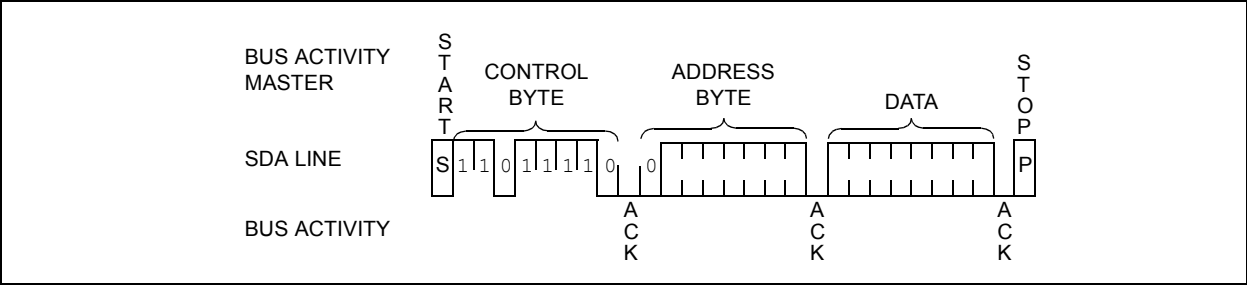 BUS ACTIVITY
MASTER
START
CONTROL
BYTE
ADDRESS
BYTE
DATA
STOP
SDA LINE
S 1 1 0 1 1 1 1 0 0 P
BUS ACTIVITY
ACK
ACK
ACK